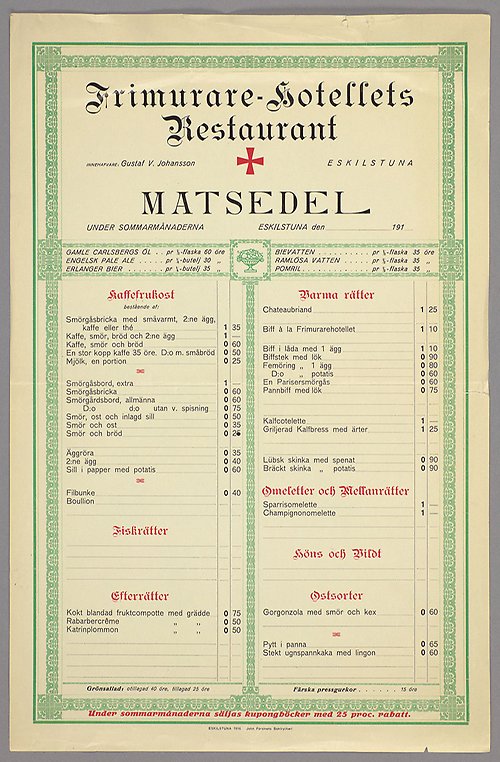 Frimurare-Hotellets
Restaurant
INNEHAFVARE: Gustaf V. Johansson ESKILSTUNA
MATSEDEL
UNDER SOMMARMÅNADERNA ESKILSTUNA den 191
GAMLE CARLSBERGS ÖL . . pr ½-flaska 60 öre
ENGELSK PALE ALE . . . . . pr ½-butelj 35 „
ERLANGER BIER . . . . . . pr ½-butelj 35 „
BIEVATTEN . . . . . . . . . . pr ½-flaska 35 öre
RAMLÖSA VATTEN . . . . . pr ½-flaska 35 „
POMRIL . . . . . . . . . . . . pr ½-flaska 35 „
Kaffefrukost
bestående af:
Smörgåsbricka med småvarmt, 2:ne ägg,
kaffe eller thé 1 35
Kaffe, smör, bröd och 2:ne ägg 1 —
Kaffe, smör och bröd 0 60
En stor kopp kaffe 35 öre. D:o m. småbröd 0 50
Mjölk, en portion 0 25
Smörgåsbord, extra 1 —
Smörgåsbricka 0 60
Smörgårdsbord, allmänna 0 60
D:o d:o utan v. spisning 0 75
Smör, ost och inlagd sill 0 50
Smör och ost 0 35
Smör och bröd 0 25
Äggröra 0 35
2:ne ägg 0 40
Sill i papper med potatis 0 60
Filbunke 0 40
Boullion
Fiskrätter
Efterrätter
Kokt blandad fruktcompotte med grädde 0 75
Rabarbercrême „ „ 0 50
Katrinplommon „ „ 0 50
Varma rätter
Chateaubriand 1 25
Biff à la Frimurarehotellet 1 10
Biff i låda med 1 ägg 1 10
Biffstek med lök 0 90
Femöring „ 1 ägg 0 80
D:o „ potatis 0 60
En Parisersmörgås 0 60
Pannbiff med lök 0 75
Kalfcotelette 1 —
Griljerad Kalfbress med ärter 1 25
Lübsk skinka med spenat 0 90
Bräckt skinka „ potatis 0 90
Omeletter och Mellanrätter
Sparrisomelette 1 —
Champignonomelette 1 —
Höns och Vildt
Ostsorter
Gorgonzola med smör och kex 0 60
Pytt i panna 0 65
Stekt ugnspannkaka med lingon 0 60
Grönsallad: otillagad 40 öre, tillagad 25 öre
Färska pressgurkor . . . . . . 15 öre
Under sommarmånaderna säljas kupongböcker med 25 proc. rabatt.